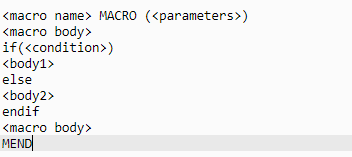 <macro name> MACRO (<parameters>)
<macro body>
if(<condition>)
<body1>
else
<body2>
endif
<macro body>
MEND